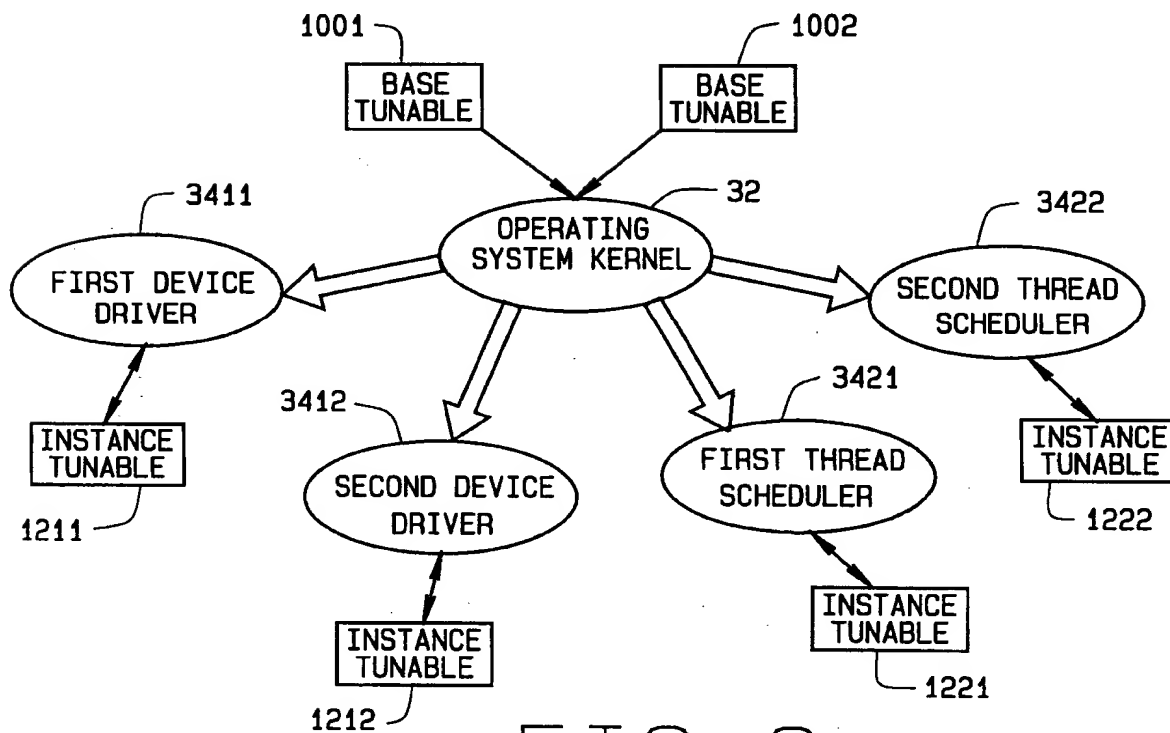 1001
1002
BASE
TUNABLE
BASE
TUNABLE
3411
32
3422
OPERATING
SYSTEM KERNEL
FIRST DEVICE
DRIVER
SECOND THREAD
SCHEDULER
3412
3421
INSTANCE
TUNABLE
INSTANCE
TUNABLE
FIRST THREAD
SCHEDULER
SECOND DEVICE
DRIVER
1211
1222
INSTANCE
TUNABLE
INSTANCE
TUNABLE
1212
1221